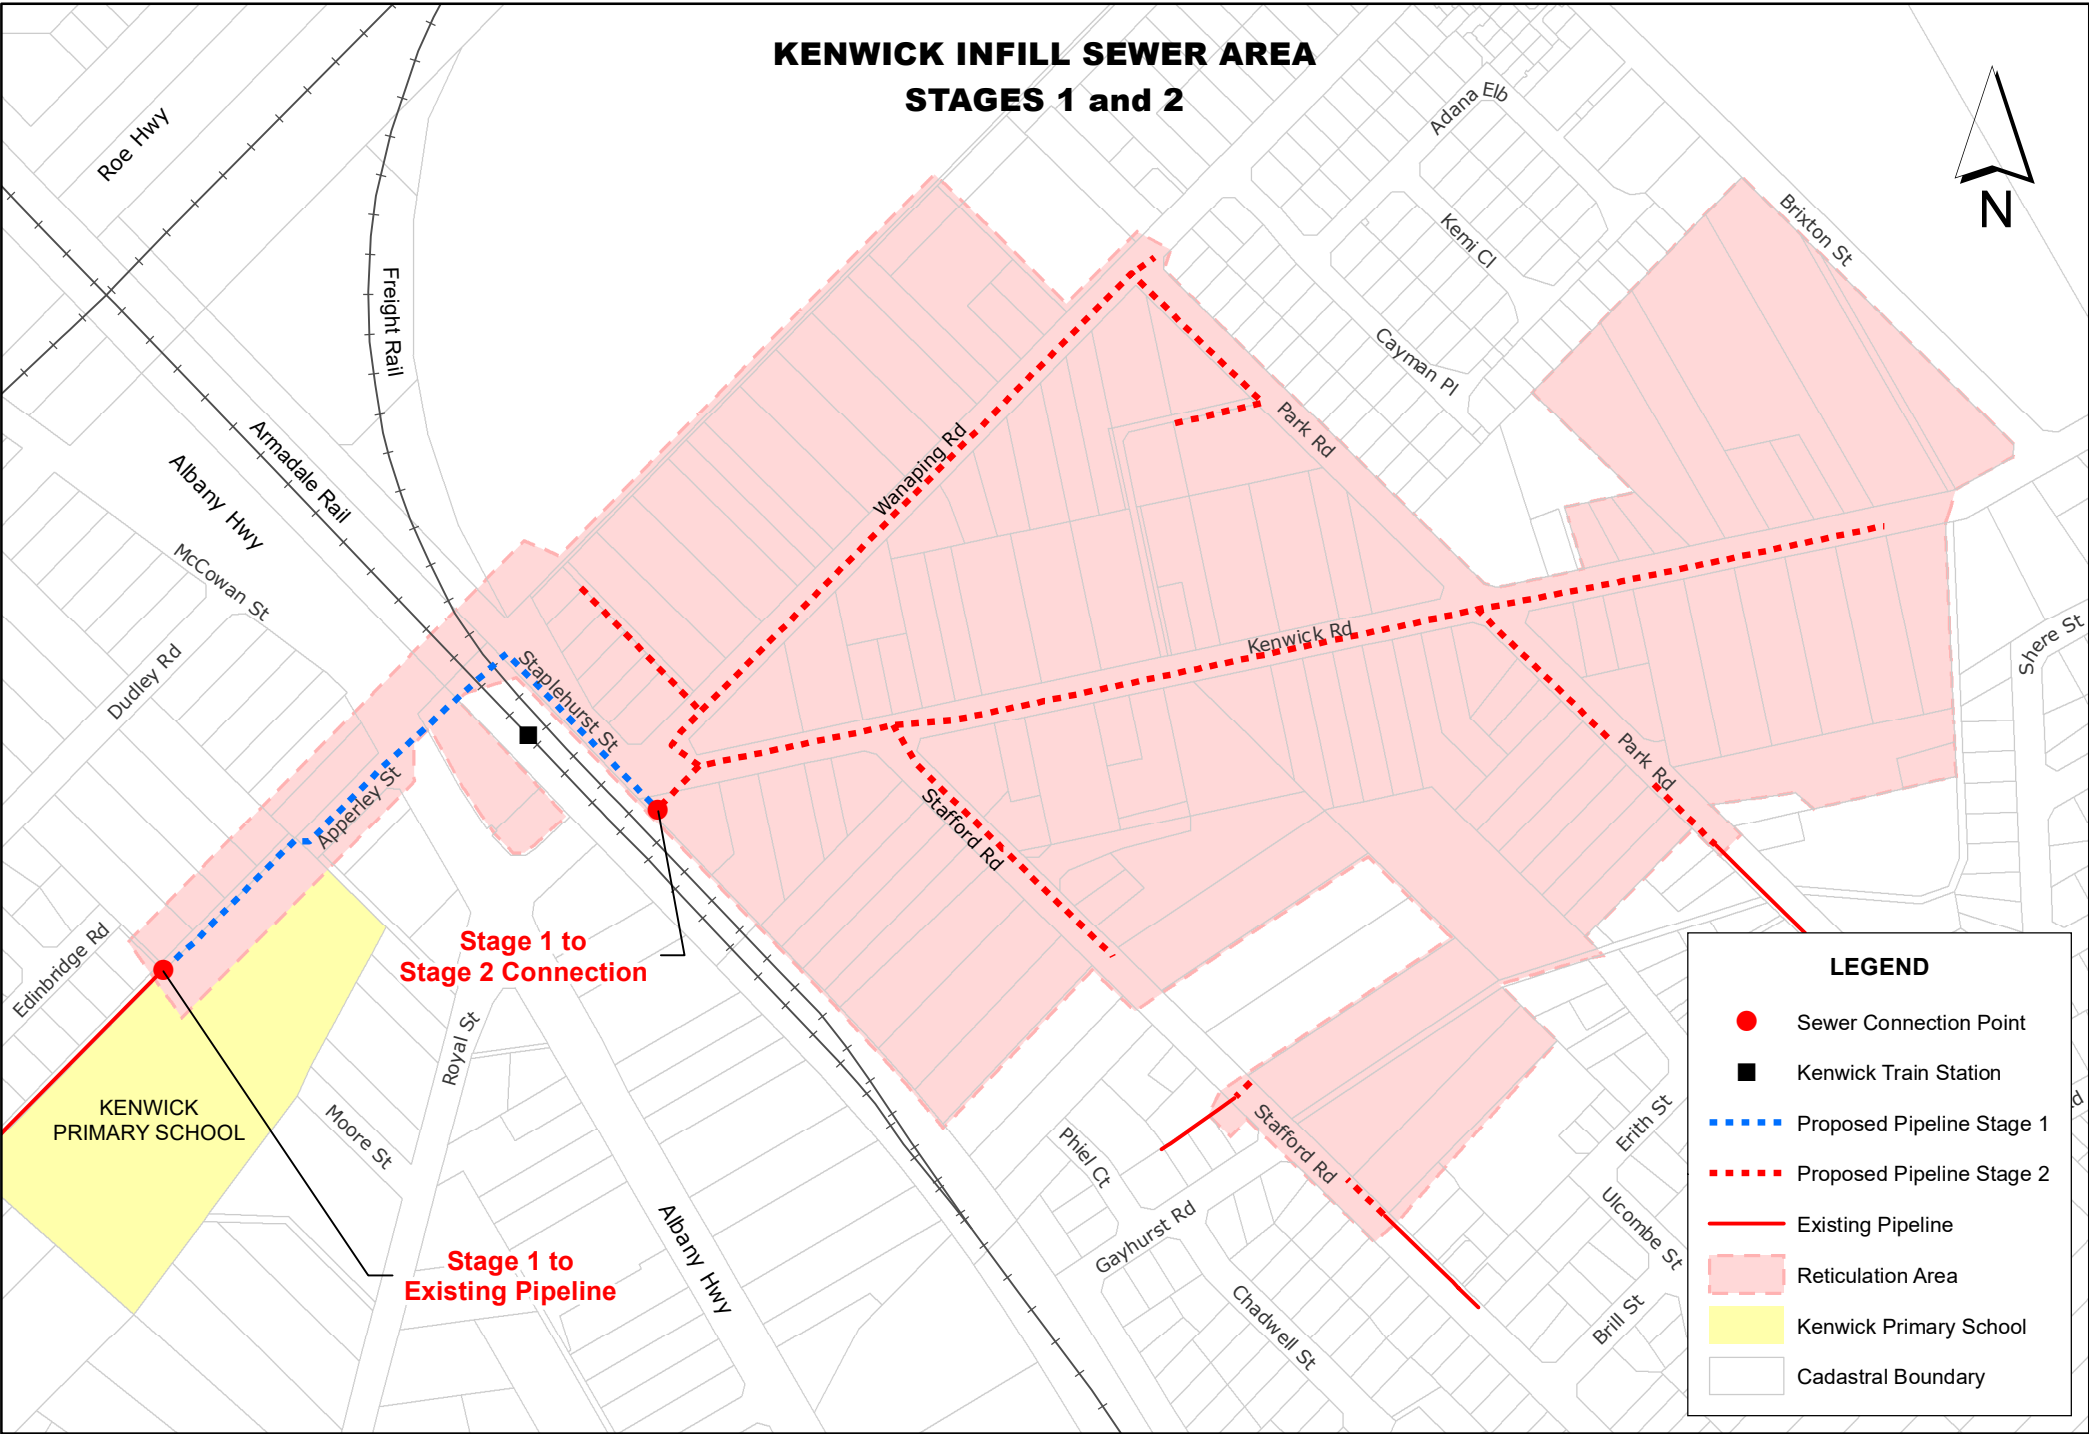 KENWICK INFILL SEWER AREA
STAGES 1 and 2
Roe Hwy
Freight Rail
Armadale Rail
Albany Hwy
McCowan St
Dudley Rd
Adana Elb
Kemi Cl
Brixton St
N
Cayman Pl
Park Rd
Wanaping Rd
Kenwick Rd
Staplehurst St
Apperley St
Stafford Rd
Park Rd
Shere St
Edinbridge Rd
Stage 1 to
Stage 2 Connection
Royal St
KENWICK
PRIMARY SCHOOL
Moore St
Stage 1 to
Existing Pipeline
Albany Hwy
Phiel Ct
Gayhurst Rd
Stafford Rd
Chadwell St
Erith St
Ulcombe St
Brill St
LEGEND
Sewer Connection Point
Kenwick Train Station
Proposed Pipeline Stage 1
Proposed Pipeline Stage 2
Existing Pipeline
Reticulation Area
Kenwick Primary School
Cadastral Boundary